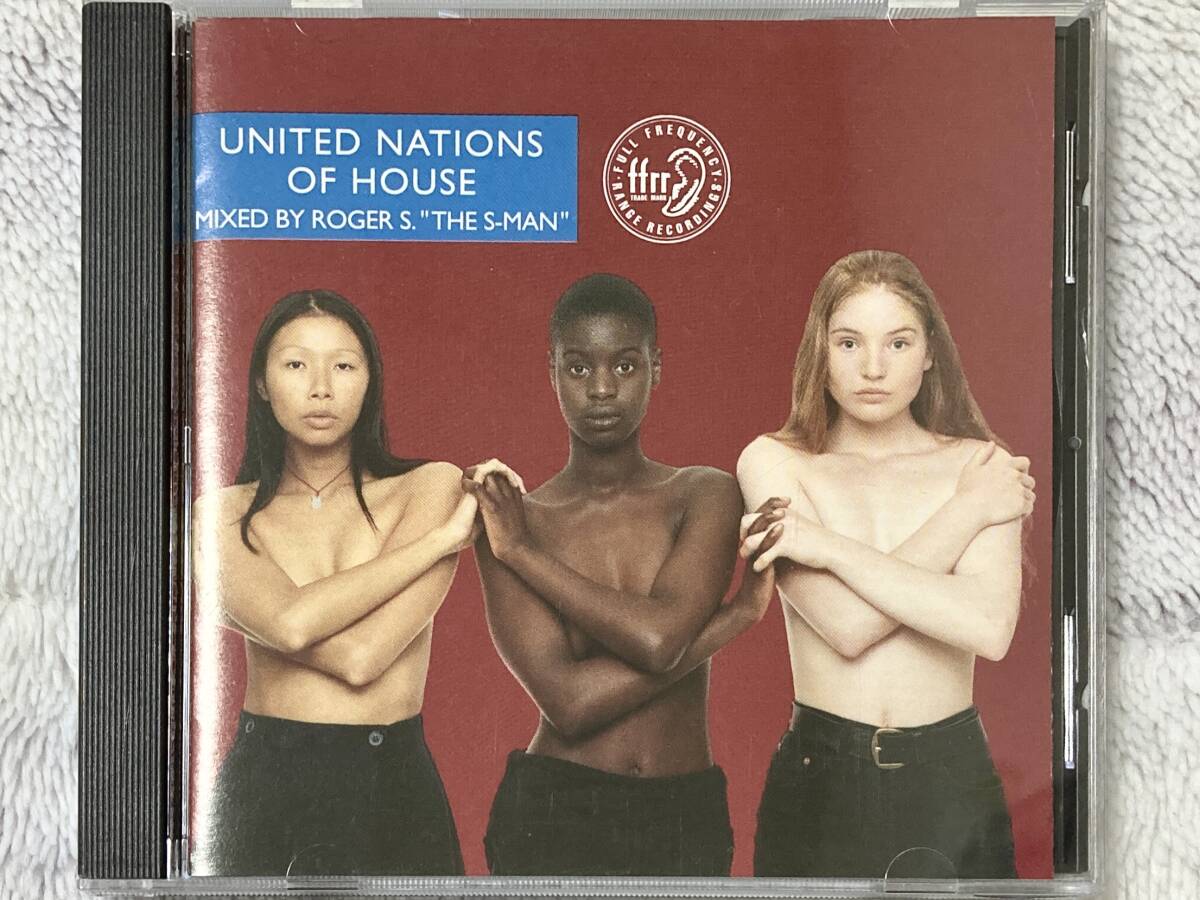 UNITED NATIONS
OF HOUSE
MIXED BY ROGER S. "THE S-MAN"
· FULL FREQUENCY ·
RANGE RECORDINGS
ffrr
TRADE MARK